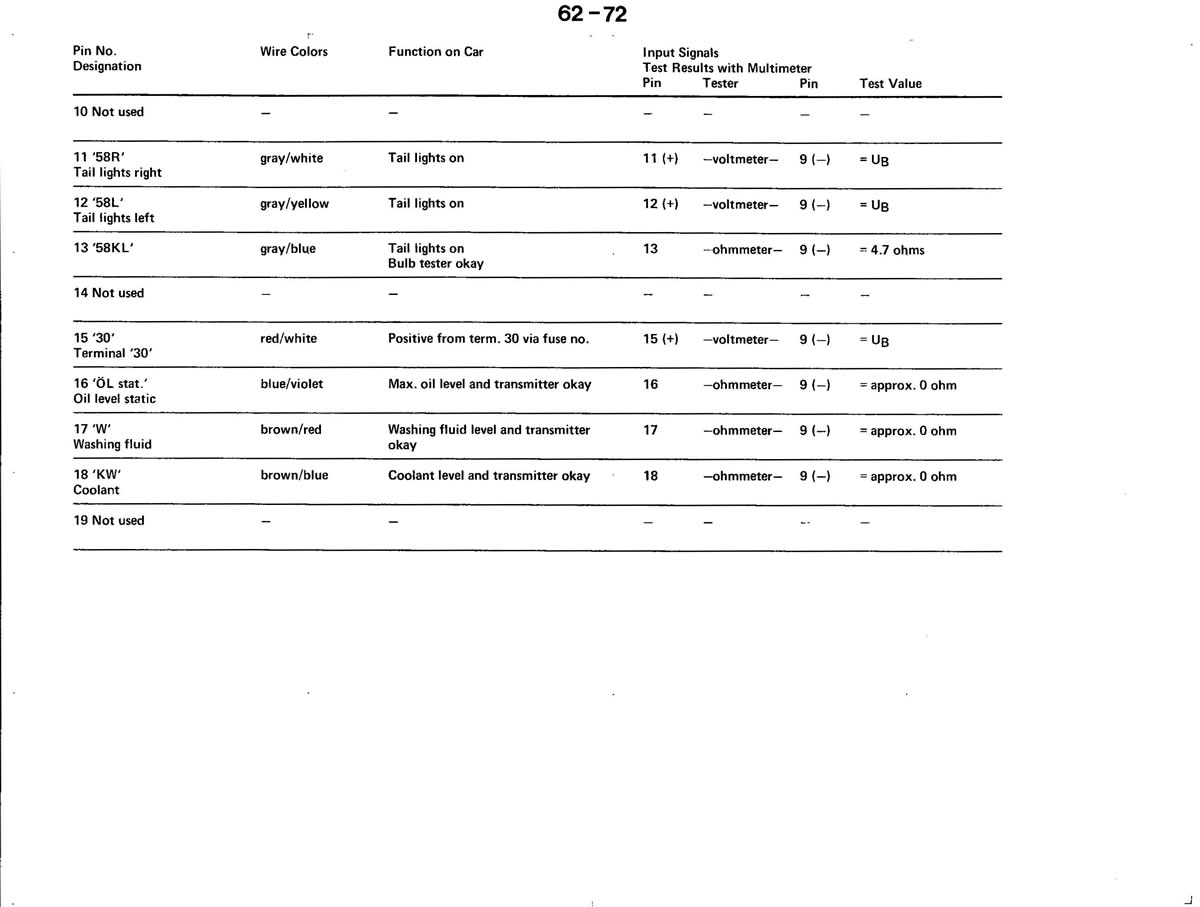 62-72
Pin No. Wire Colors Function on Car Input Signals
Designation Test Results with Multimeter
Pin Tester Pin Test Value
10 Not used — — — — — —
11 '58R' gray/white Tail lights on 11 (+) —voltmeter— 9 (—) = UB
Tail lights right
12 '58L' gray/yellow Tail lights on 12 (+) —voltmeter— 9 (—) = UB
Tail lights left
13 '58KL' gray/blue Tail lights on 13 —ohmmeter— 9 (—) = 4.7 ohms
Bulb tester okay
14 Not used — — — — — —
15 '30' red/white Positive from term. 30 via fuse no. 15 (+) —voltmeter— 9 (—) = UB
Terminal '30'
16 'ÖL stat.' blue/violet Max. oil level and transmitter okay 16 —ohmmeter— 9 (—) = approx. 0 ohm
Oil level static
17 'W' brown/red Washing fluid level and transmitter 17 —ohmmeter— 9 (—) = approx. 0 ohm
Washing fluid okay
18 'KW' brown/blue Coolant level and transmitter okay 18 —ohmmeter— 9 (—) = approx. 0 ohm
Coolant
19 Not used — — — — — —